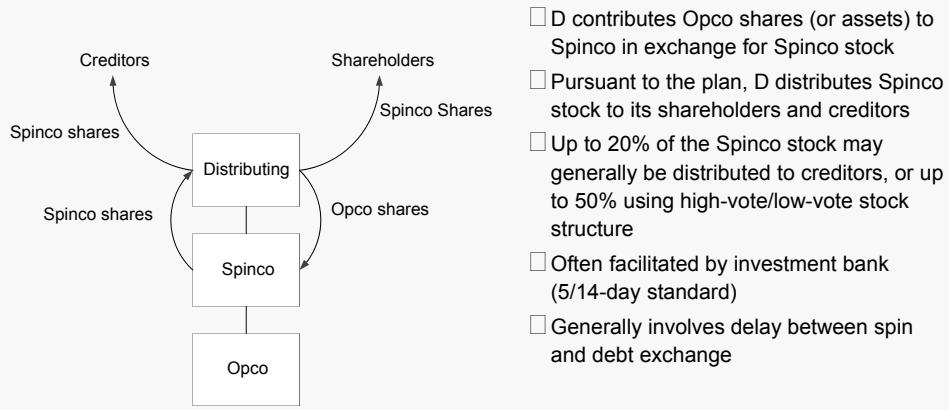 Creditors
Shareholders
Spinco shares
Spinco Shares
Distributing
Spinco shares
Opco shares
Spinco
Opco
D contributes Opco shares (or assets) to
Spinco in exchange for Spinco stock
Pursuant to the plan, D distributes Spinco
stock to its shareholders and creditors
Up to 20% of the Spinco stock may
generally be distributed to creditors, or up
to 50% using high-vote/low-vote stock
structure
Often facilitated by investment bank
(5/14-day standard)
Generally involves delay between spin
and debt exchange